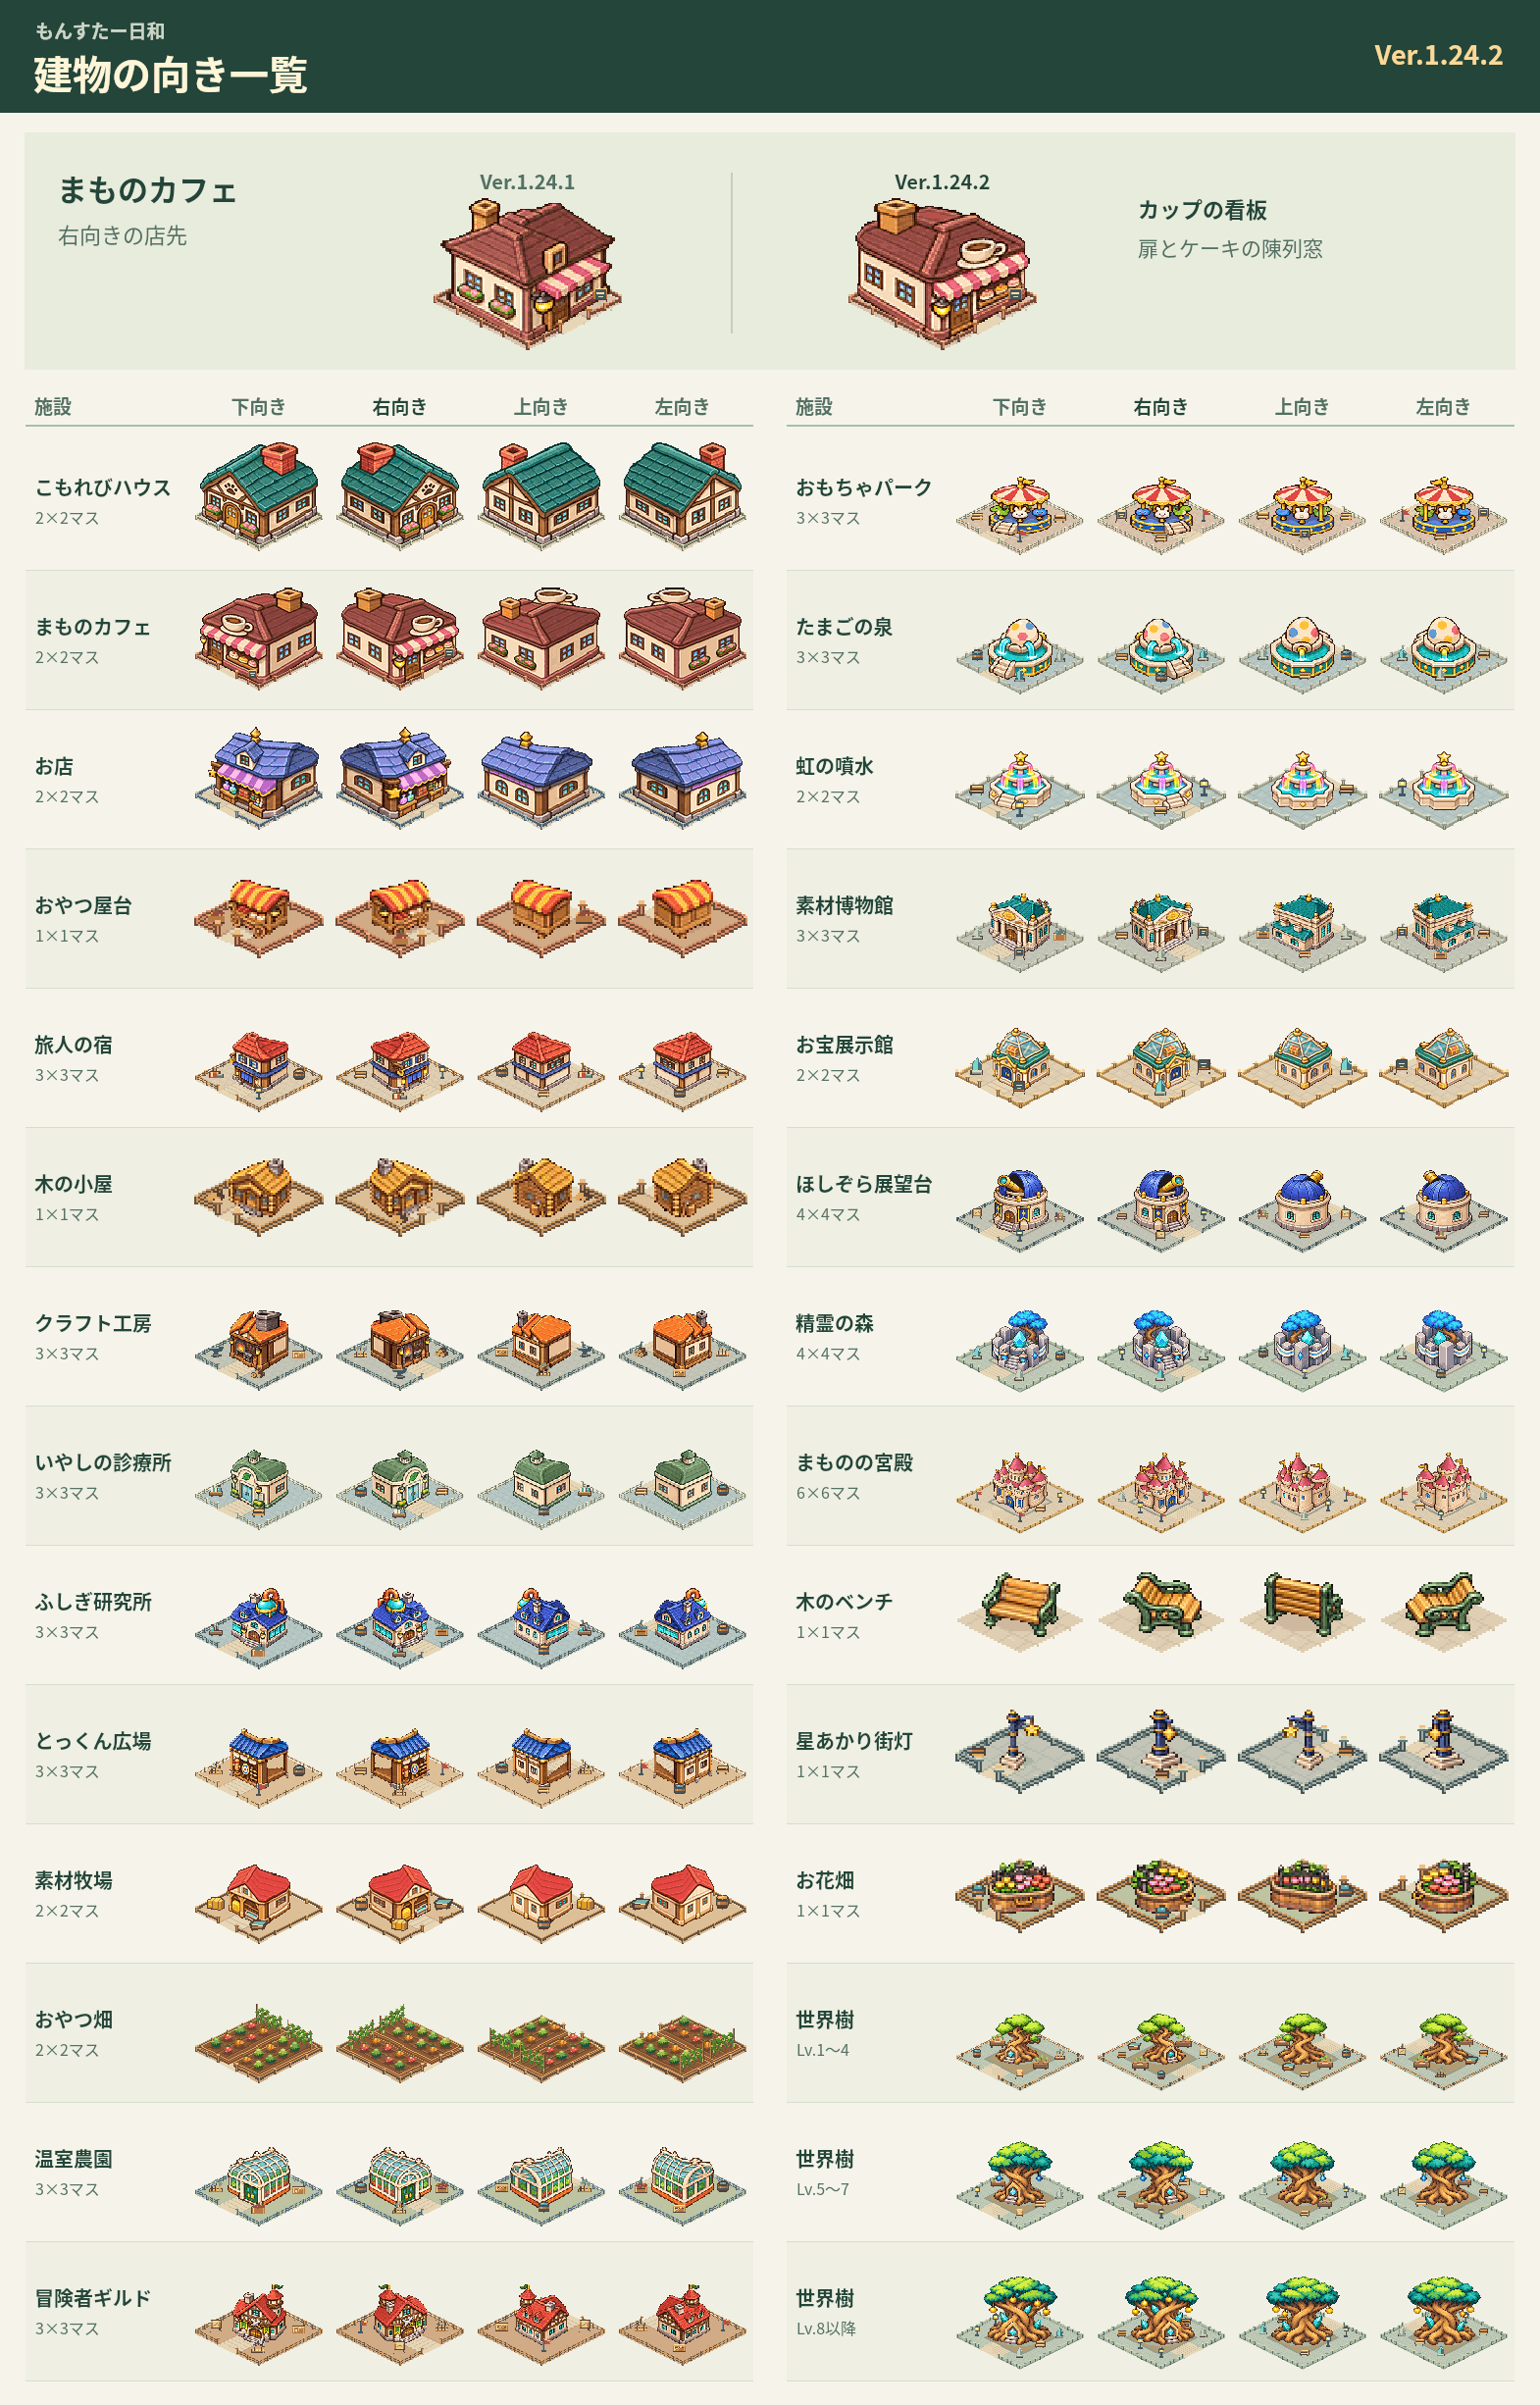 もんすたー日和
建物の向き一覧
Ver.1.24.2
まものカフェ
右向きの店先
Ver.1.24.1
Ver.1.24.2
カップの看板
扉とケーキの陳列窓
施設 下向き 右向き 上向き 左向き
こもれびハウス
2×2マス
まものカフェ
2×2マス
お店
2×2マス
おやつ屋台
1×1マス
旅人の宿
3×3マス
木の小屋
1×1マス
クラフト工房
3×3マス
いやしの診療所
3×3マス
ふしぎ研究所
3×3マス
とっくん広場
3×3マス
素材牧場
2×2マス
おやつ畑
2×2マス
温室農園
3×3マス
冒険者ギルド
3×3マス
施設 下向き 右向き 上向き 左向き
おもちゃパーク
3×3マス
たまごの泉
3×3マス
虹の噴水
2×2マス
素材博物館
3×3マス
お宝展示館
2×2マス
ほしぞら展望台
4×4マス
精霊の森
4×4マス
まものの宮殿
6×6マス
木のベンチ
1×1マス
星あかり街灯
1×1マス
お花畑
1×1マス
世界樹
Lv.1〜4
世界樹
Lv.5〜7
世界樹
Lv.8以降